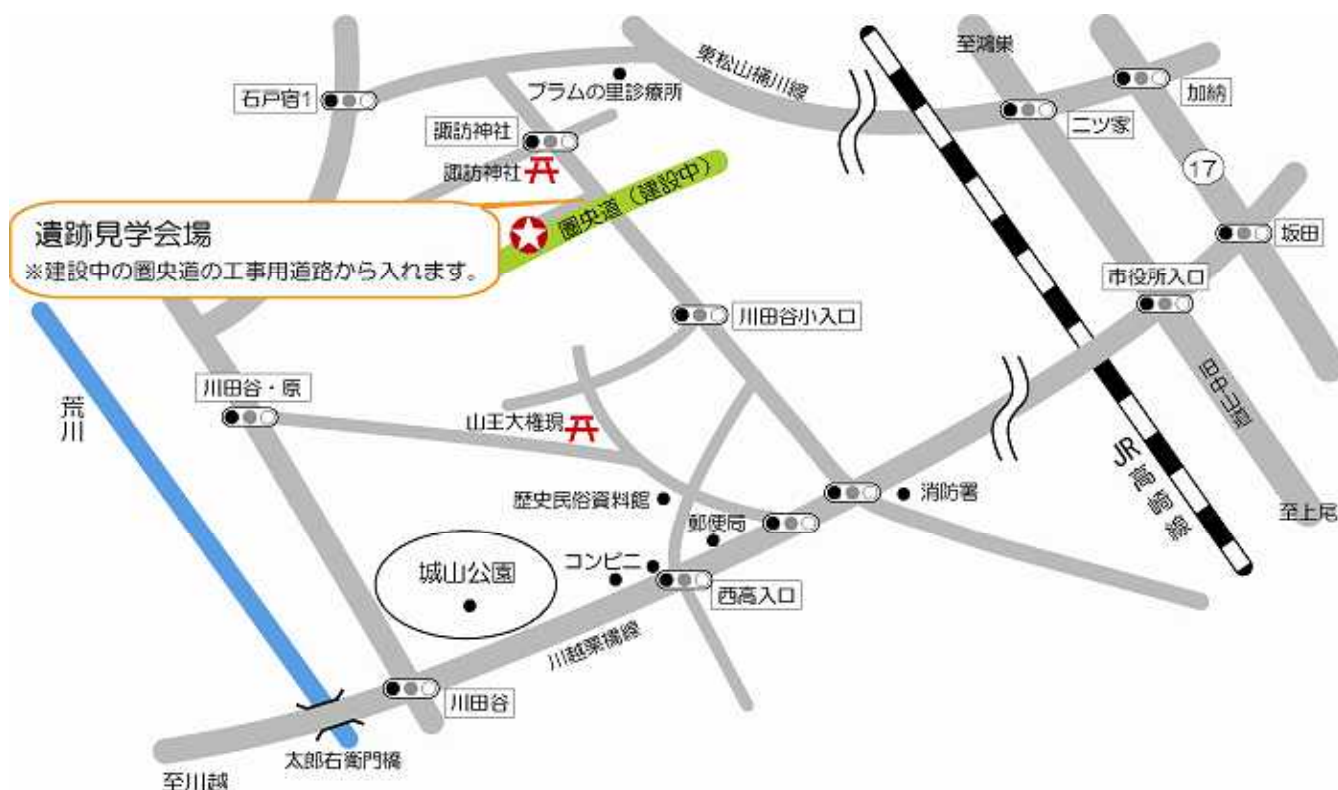 至鴻巣
東松山桶川線
加納
石戸宿1
プラムの里診療所
二ツ家
諏訪神社
諏訪神社
17
圏央道(建設中)
遺跡見学会場
※建設中の圏央道の工事用道路から入れます。
坂田
市役所入口
川田谷小入口
川田谷・原
荒川
旧中山道
山王大権現
JR高崎線
歴史民俗資料館
消防署
至上尾
郵便局
コンビニ
城山公園
西高入口
川越栗橋線
川田谷
太郎右衛門橋
至川越